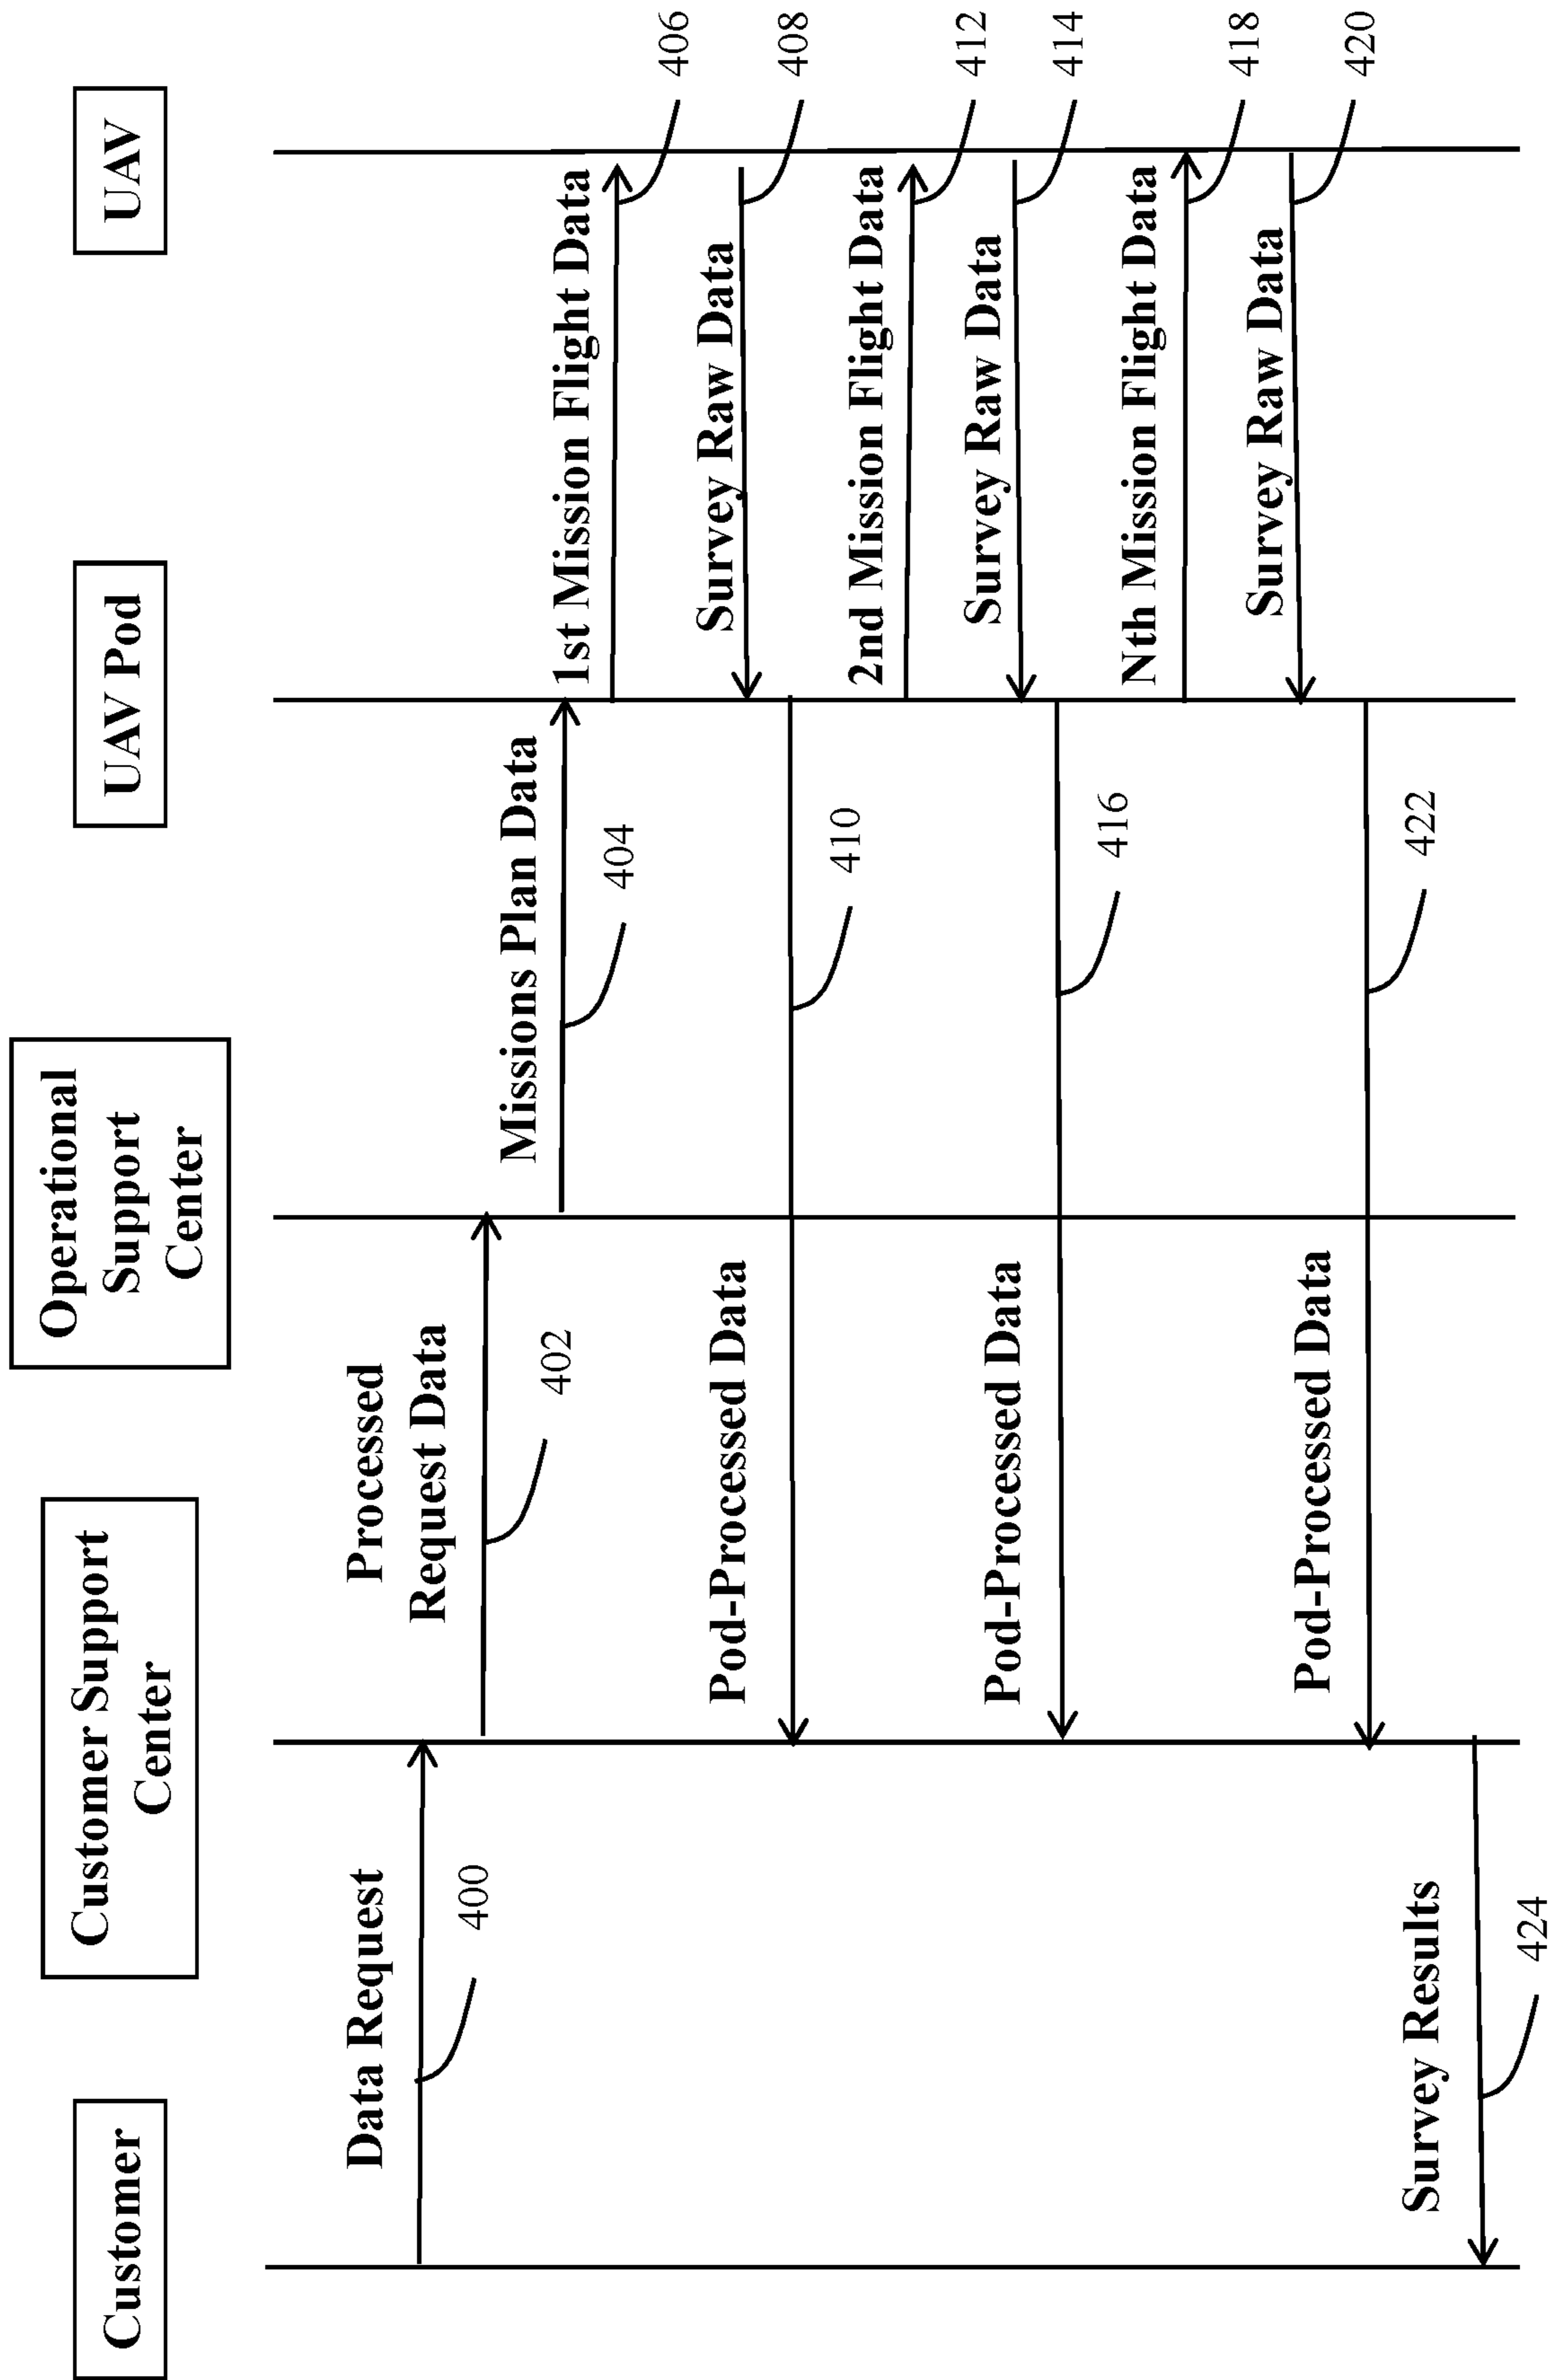 Customer
Customer Support
Center
Operational
Support
Center
UAV Pod
UAV
Data Request
400
Processed
Request Data
402
Missions Plan Data
404
1st Mission Flight Data
406
Survey Raw Data
408
Pod-Processed Data
410
2nd Mission Flight Data
412
Survey Raw Data
414
Pod-Processed Data
416
Nth Mission Flight Data
418
Survey Raw Data
420
Pod-Processed Data
422
Survey Results
424